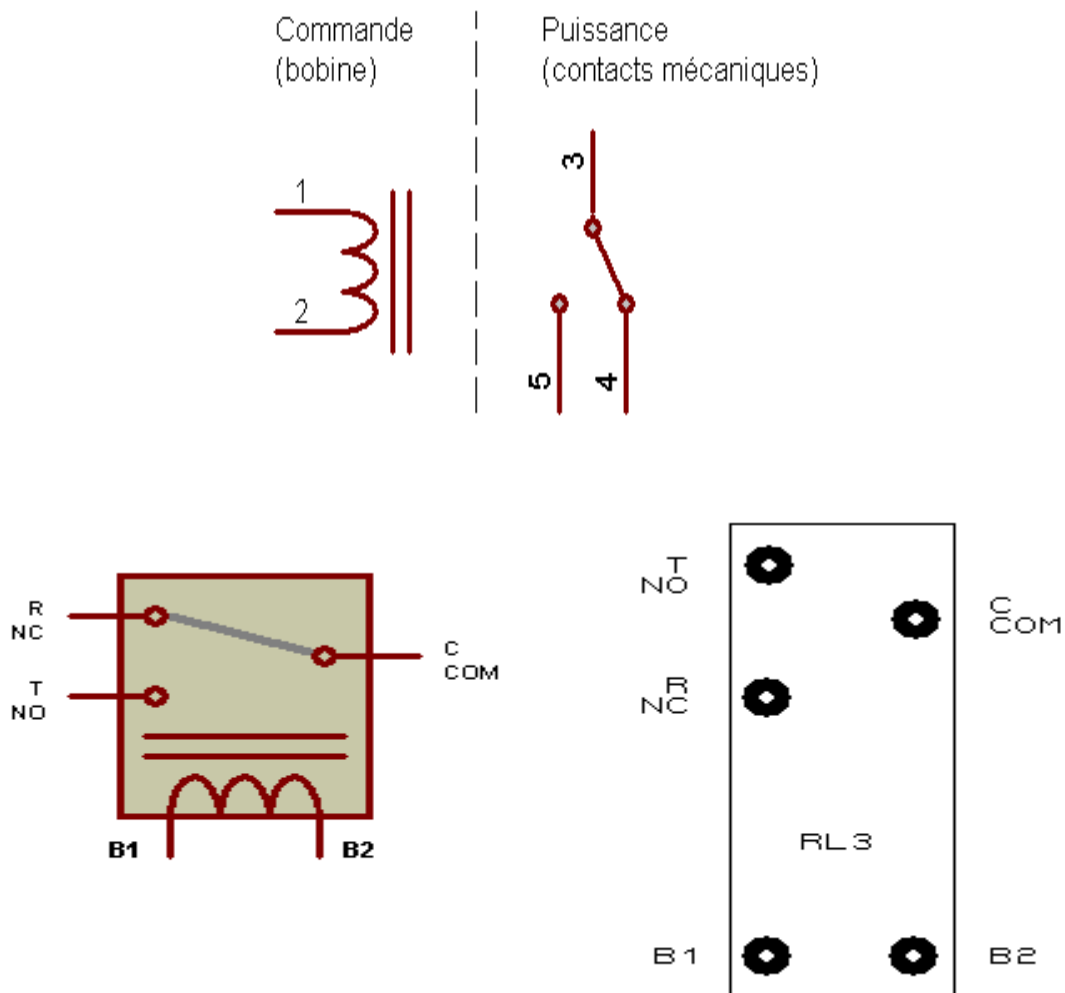 Commande
(bobine)
Puissance
(contacts mécaniques)
1
2
3
5
4
R
NC
T
NO
C
COM
B1
B2
T
NO
C
COM
R
NC
RL3
B1
B2